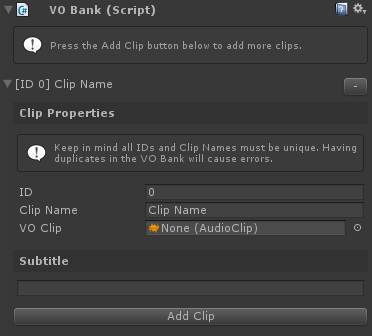 VO Bank (Script)
Press the Add Clip button below to add more clips.
[ID 0] Clip Name
-
Clip Properties
Keep in mind all IDs and Clip Names must be unique. Having
duplicates in the VO Bank will cause errors.
ID 0
Clip Name Clip Name
VO Clip None (AudioClip)
Subtitle
Add Clip